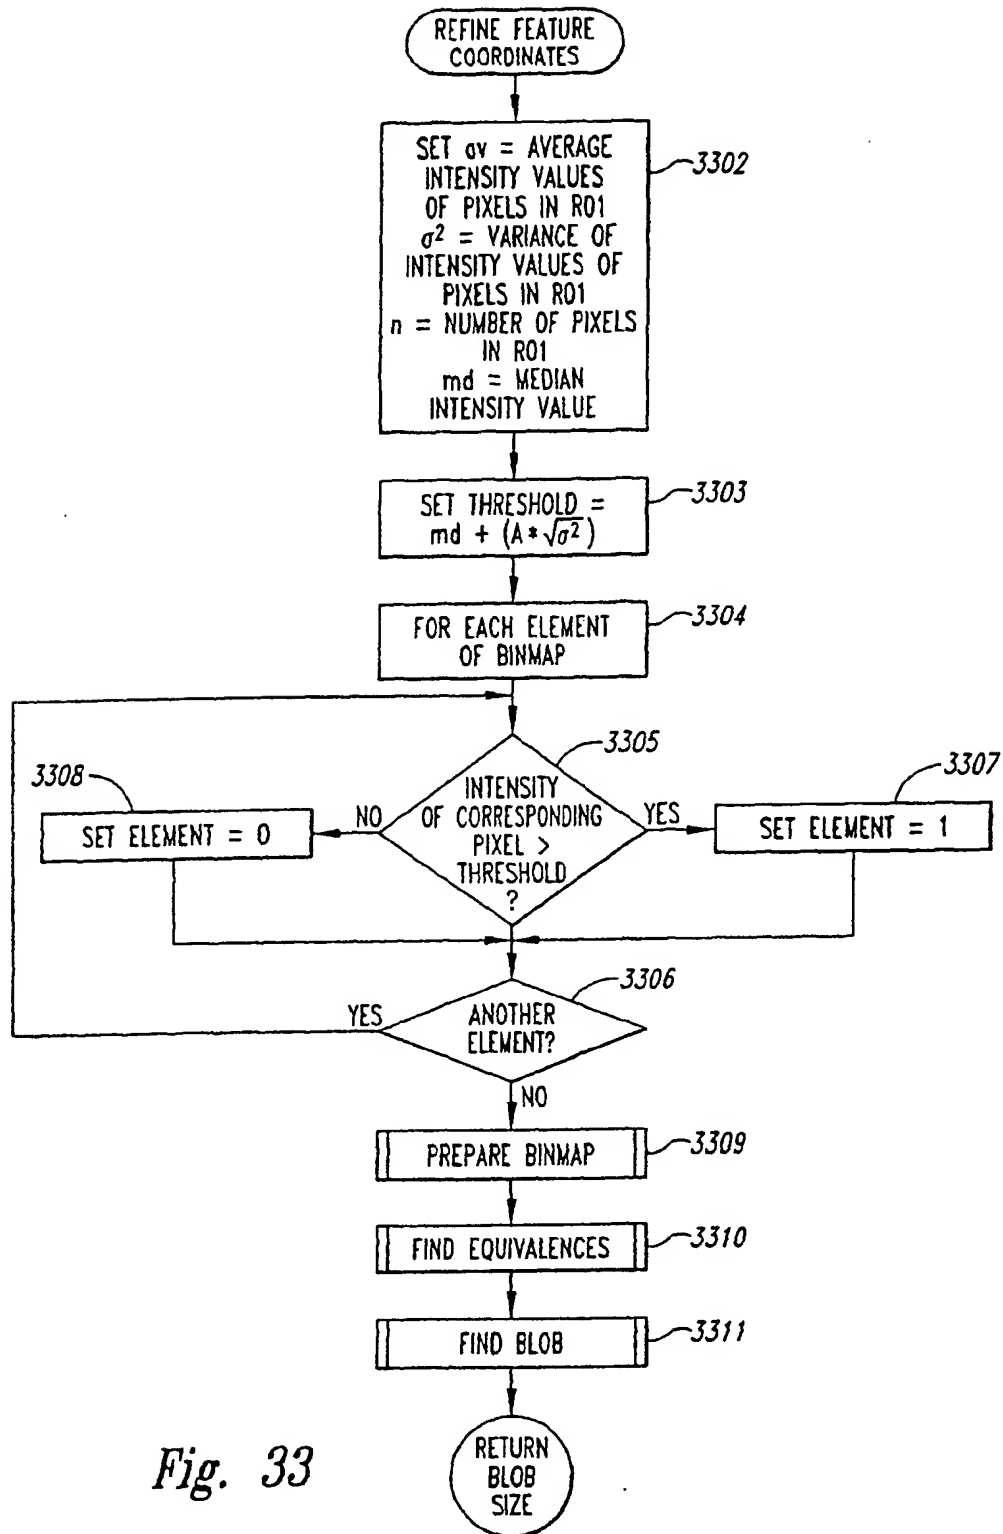 REFINE FEATURE
COORDINATES
SET av = AVERAGE
INTENSITY VALUES
OF PIXELS IN R01
σ² = VARIANCE OF
INTENSITY VALUES OF
PIXELS IN R01
n = NUMBER OF PIXELS
IN R01
md = MEDIAN
INTENSITY VALUE
3302
SET THRESHOLD =
md + (A*√σ²)
3303
FOR EACH ELEMENT
OF BINMAP
3304
3305
INTENSITY
OF CORRESPONDING
PIXEL >
THRESHOLD
?
NO
YES
3308
SET ELEMENT = 0
3307
SET ELEMENT = 1
3306
ANOTHER
ELEMENT?
YES
NO
PREPARE BINMAP
3309
FIND EQUIVALENCES
3310
FIND BLOB
3311
RETURN
BLOB
SIZE
Fig. 33